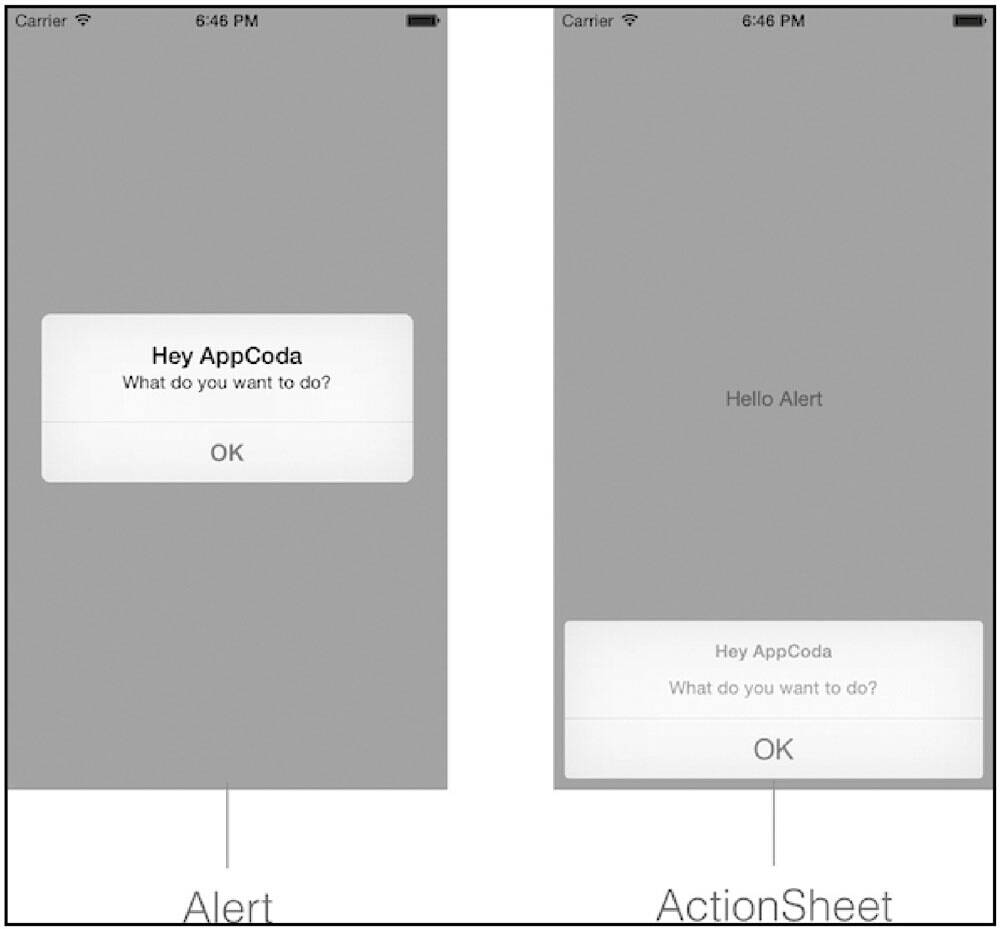 Carrier 6:46 PM
Hey AppCoda
What do you want to do?
OK
Alert
Carrier 6:46 PM
Hello Alert
Hey AppCoda
What do you want to do?
OK
ActionSheet